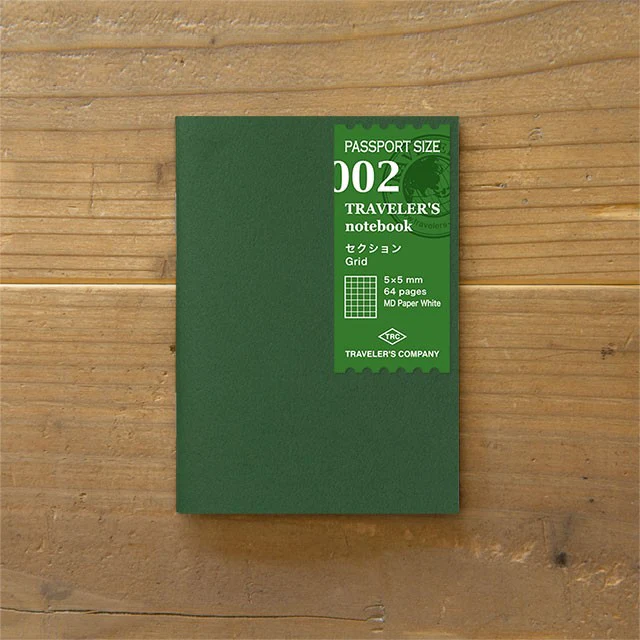 PASSPORT SIZE
002
TRAVELER'S
notebook
セクション
Grid
5×5 mm
64 pages
MD Paper White
TRC
TRAVELER'S COMPANY